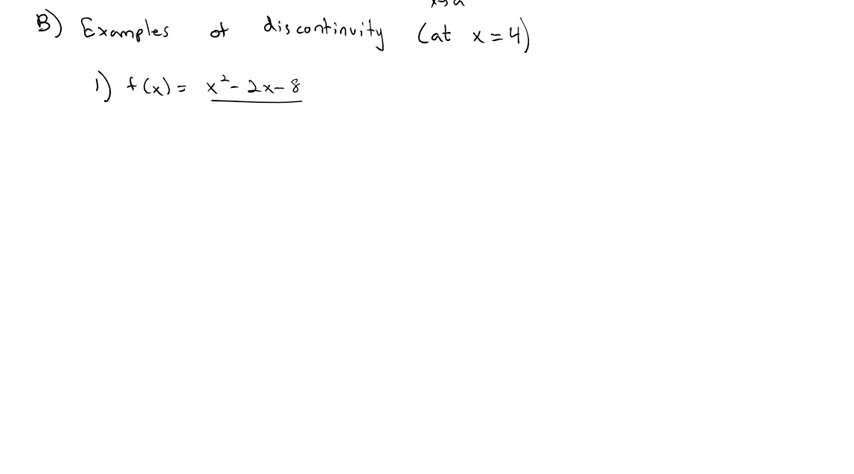 x→a
B) Examples of discontinuity (at x = 4)
1) f(x) = x² - 2x - 8